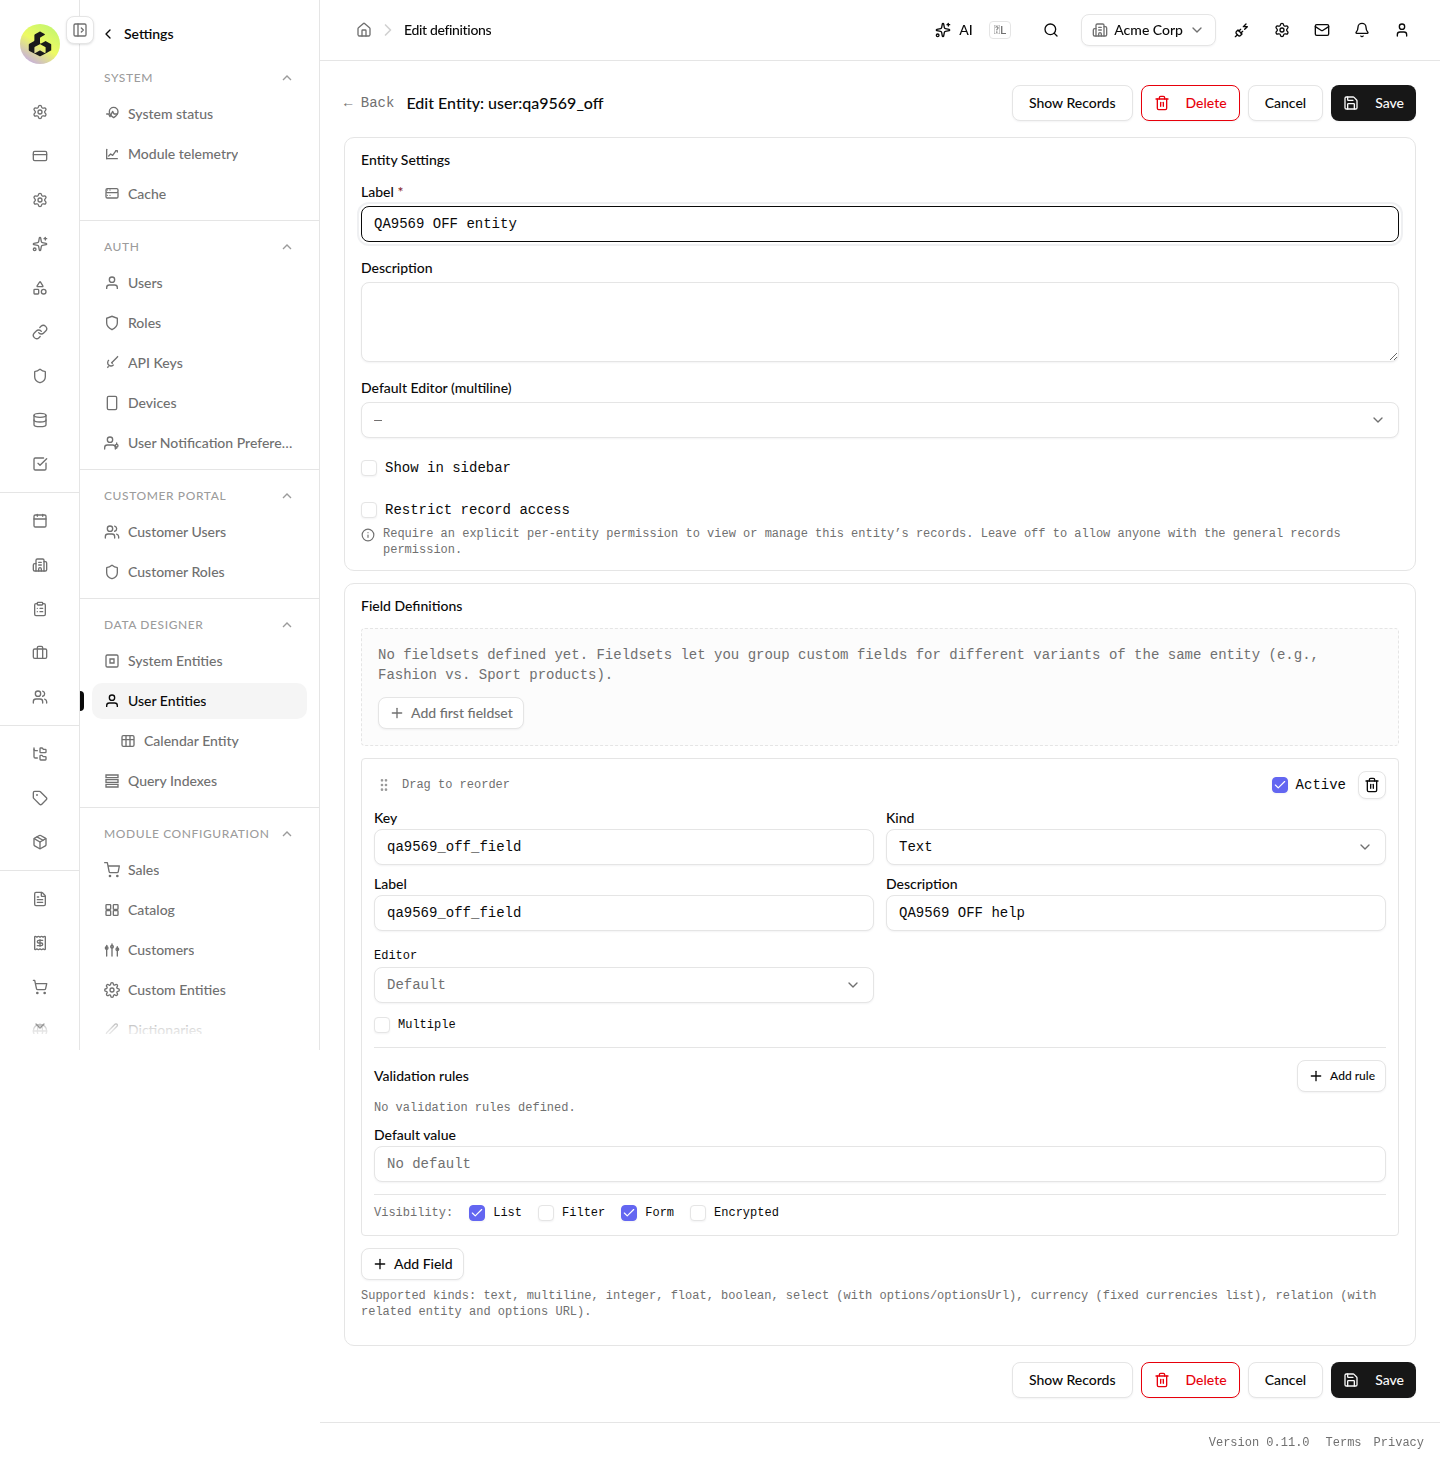 Settings
SYSTEM
System status
Module telemetry
Cache
AUTH
Users
Roles
API Keys
Devices
User Notification Prefere...
CUSTOMER PORTAL
Customer Users
Customer Roles
DATA DESIGNER
System Entities
User Entities
Calendar Entity
Query Indexes
MODULE CONFIGURATION
Sales
Catalog
Customers
Custom Entities
Dictionaries
Edit definitions
AI
Acme Corp
← Back Edit Entity: user:qa9569_off
Show Records
Delete
Cancel
Save
Entity Settings
Label *
QA9569 OFF entity
Description
Default Editor (multiline)
—
Show in sidebar
Restrict record access
Require an explicit per-entity permission to view or manage this entity’s records. Leave off to allow anyone with the general records
permission.
Field Definitions
No fieldsets defined yet. Fieldsets let you group custom fields for different variants of the same entity (e.g.,
Fashion vs. Sport products).
Add first fieldset
Drag to reorder
Active
Key
Kind
qa9569_off_field
Text
Label
Description
qa9569_off_field
QA9569 OFF help
Editor
Default
Multiple
Validation rules
Add rule
No validation rules defined.
Default value
No default
Visibility: List Filter Form Encrypted
Add Field
Supported kinds: text, multiline, integer, float, boolean, select (with options/optionsUrl), currency (fixed currencies list), relation (with
related entity and options URL).
Show Records
Delete
Cancel
Save
Version 0.11.0 Terms Privacy